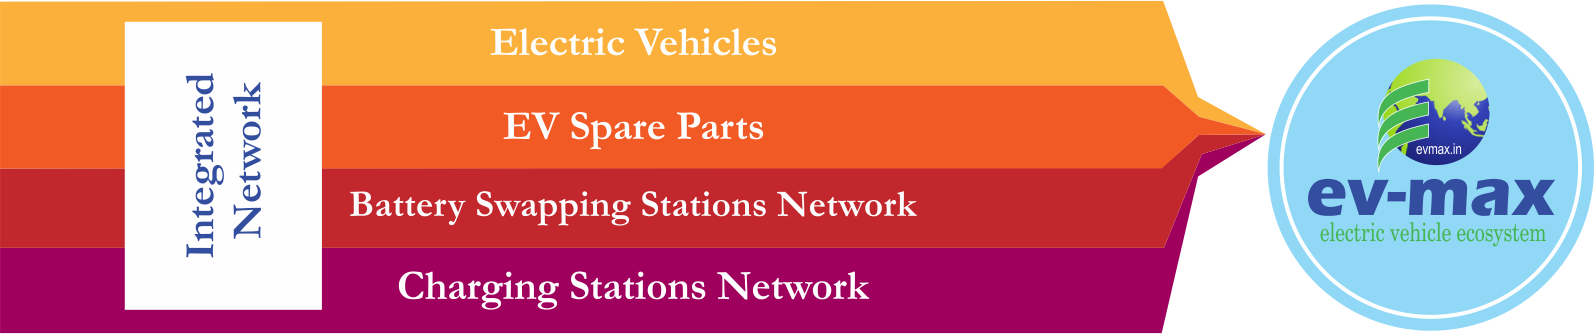 Integrated
Network
Electric Vehicles
EV Spare Parts
Battery Swapping Stations Network
Charging Stations Network
evmax.in
ev-max
electric vehicle ecosystem